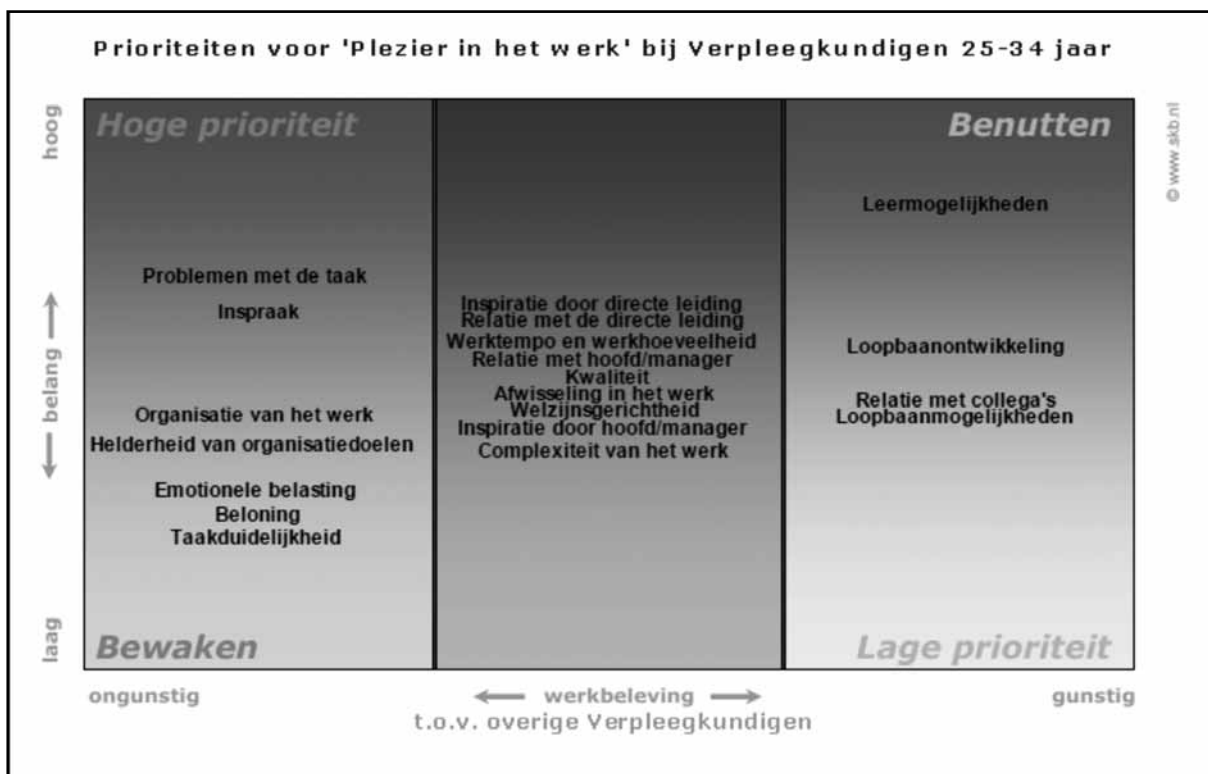 Prioriteiten voor 'Plezier in het werk' bij Verpleegkundigen 25-34 jaar
hoog
Hoge prioriteit
Benutten
© www.skb.nl
Leermogelijkheden
Problemen met de taak
Inspraak
Inspiratie door directe leiding
Relatie met de directe leiding
Werktempo en werkhoeveelheid
Relatie met hoofd/manager
Kwaliteit
Afwisseling in het werk
Welzijnsgerichtheid
Inspiratie door hoofd/manager
Complexiteit van het werk
Loopbaanontwikkeling
Relatie met collega's
Loopbaanmogelijkheden
belang
Organisatie van het werk
Helderheid van organisatiedoelen
Emotionele belasting
Beloning
Taakduidelijkheid
laag
Bewaken
Lage prioriteit
ongunstig
werkbeleving
gunstig
t.o.v. overige Verpleegkundigen